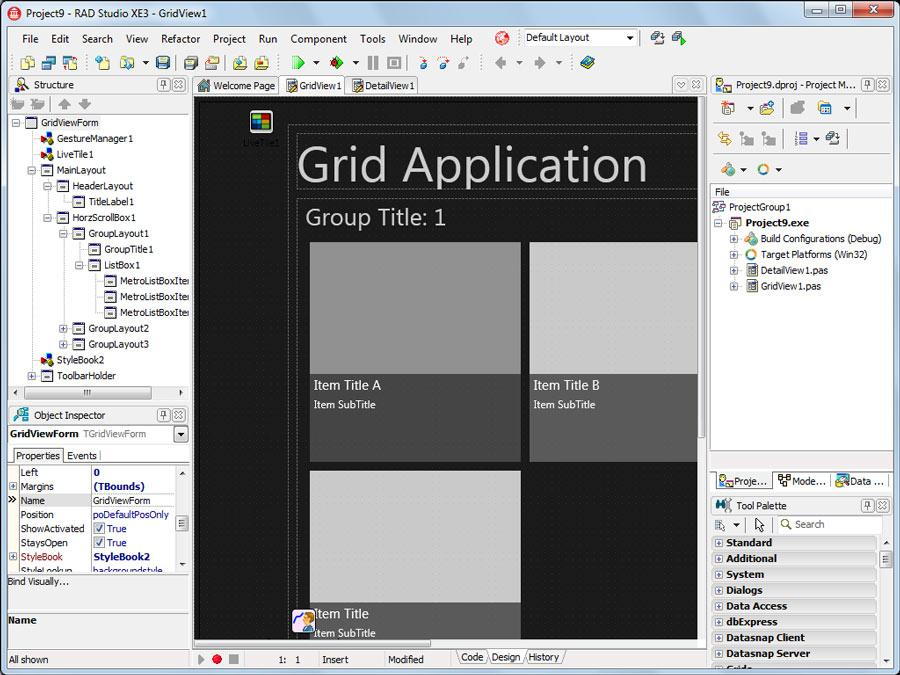 Project9 - RAD Studio XE3 - GridView1
File Edit Search View Refactor Project Run Component Tools Window Help Default Layout
Structure
GridViewForm
GestureManager1
LiveTile1
MainLayout
HeaderLayout
TitleLabel1
HorzScrollBox1
GroupLayout1
GroupTitle1
ListBox1
MetroListBoxIte
MetroListBoxIte
MetroListBoxIte
GroupLayout2
GroupLayout3
StyleBook2
ToolbarHolder
Object Inspector
GridViewForm TGridViewForm
Properties Events
Left 0
Margins (TBounds)
Name GridViewForm
Position poDefaultPosOnly
ShowActivated True
StaysOpen True
StyleBook StyleBook2
StyleLookup backgroundstyle
Bind Visually...
Name
All shown
Welcome Page GridView1 DetailView1
LiveTile1
Grid Application
Group Title: 1
Item Title A
Item SubTitle
Item Title B
Item SubTitle
Item Title
Item SubTitle
1: 1 Insert Modified Code Design History
Project9.dproj - Project M...
File
ProjectGroup1
Project9.exe
Build Configurations (Debug)
Target Platforms (Win32)
DetailView1.pas
GridView1.pas
Proje... Mode... Data ...
Tool Palette
Search
Standard
Additional
System
Dialogs
Data Access
dbExpress
Datasnap Client
Datasnap Server